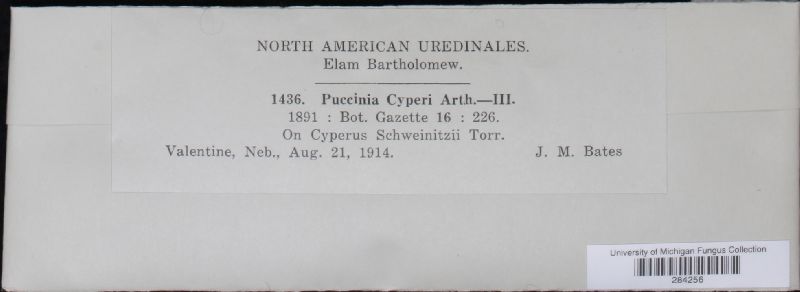 NORTH AMERICAN UREDINALES.
Elam Bartholomew.
1436. Puccinia Cyperi Arth.—III.
1891 : Bot. Gazette 16 : 226.
On Cyperus Schweinitzii Torr.
Valentine, Neb., Aug. 21, 1914. J. M. Bates
University of Michigan Fungus Collection
264256